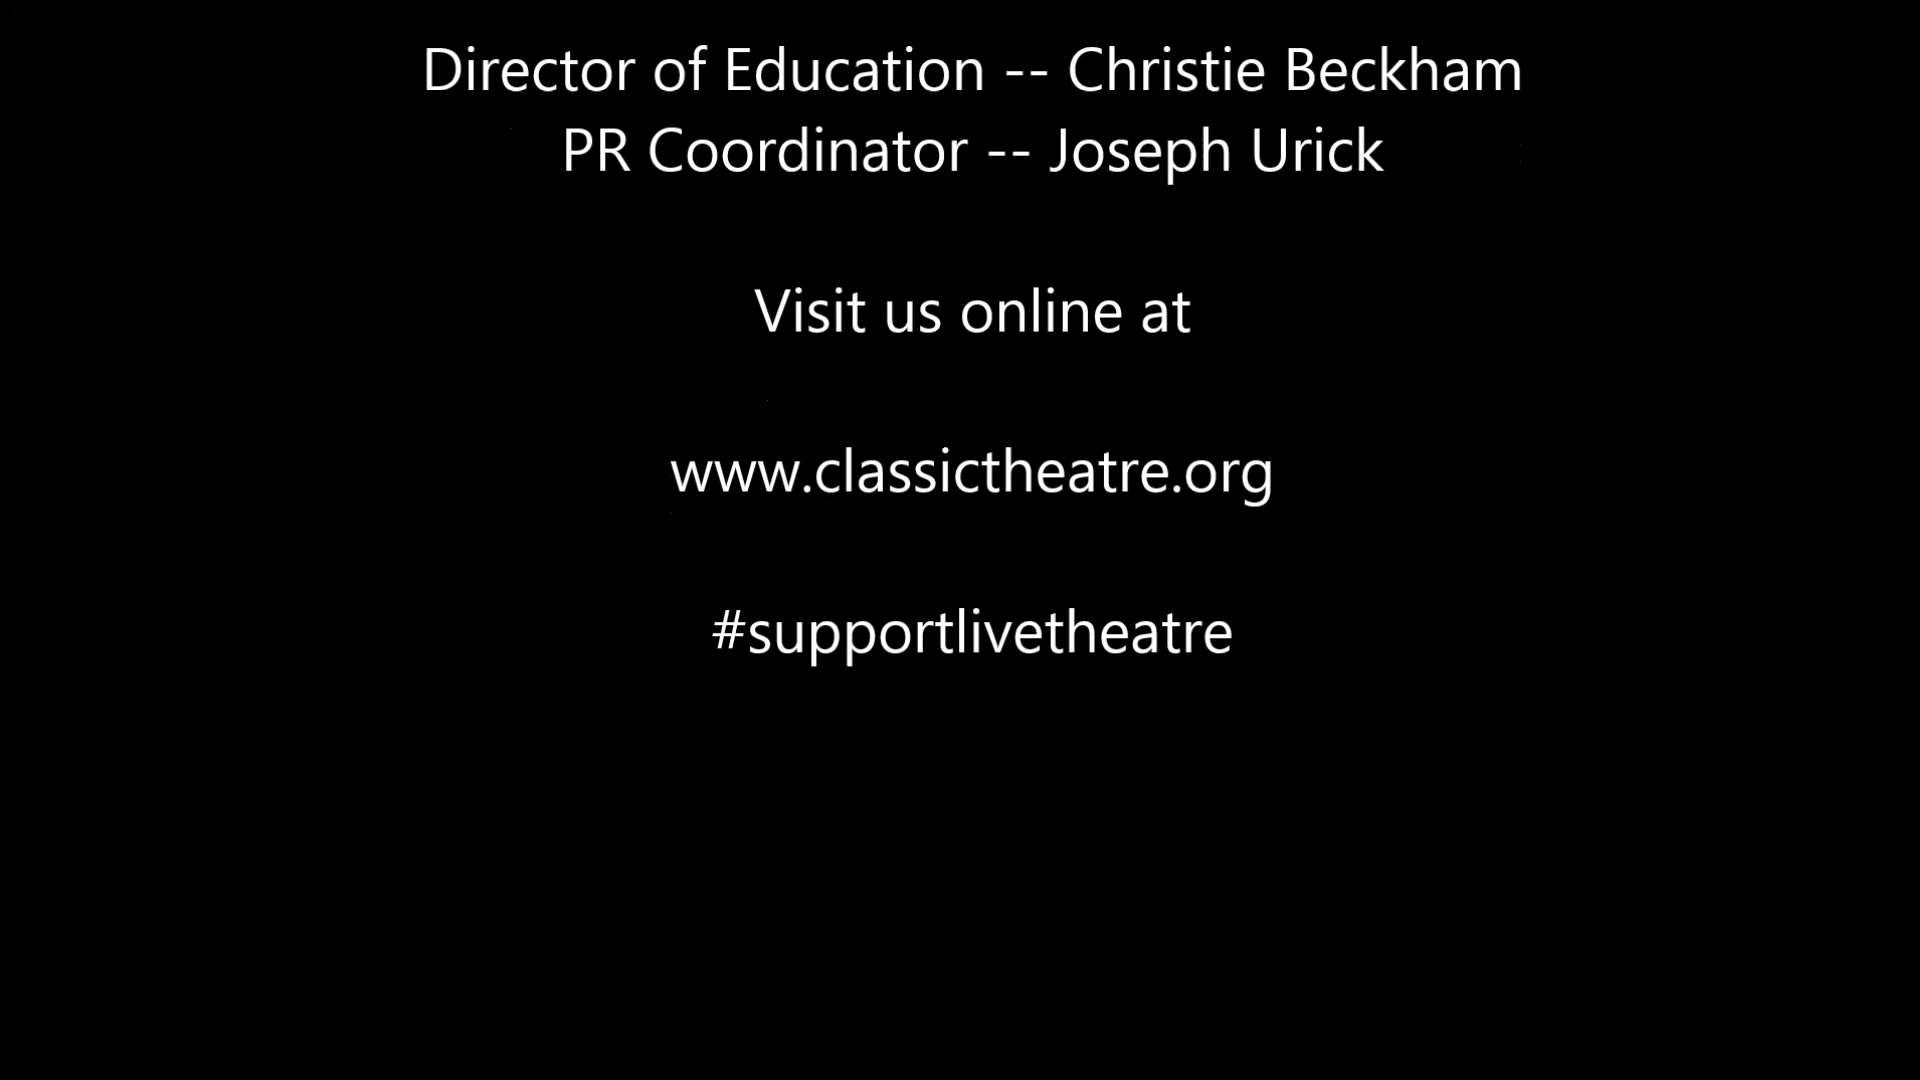 Director of Education -- Christie Beckham
PR Coordinator -- Joseph Urick
Visit us online at
www.classictheatre.org
#supportlivetheatre